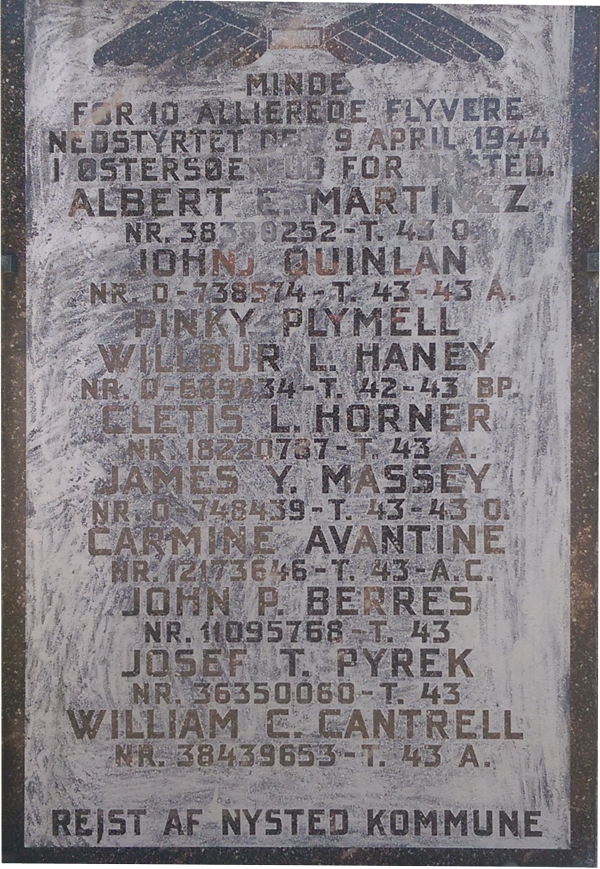 MINDE
FOR 10 ALLIEREDE FLYVERE
NEDSTYRTET DEN 9 APRIL 1944
I ØSTERSØEN UD FOR NYSTED.
ALBERT E. MARTINEZ
NR. 38390252-T. 43 O
JOHN J QUINLAN
NR. O-738574-T. 43-43 A.
PINKY PLYMELL
WILLBUR L. HANEY
NR. O-689234-T. 42-43 BP.
CLETIS L. HORNER
NR. 18220787-T. 43 A.
JAMES Y. MASSEY
NR O 748439-T. 43-43 O.
CARMINE AVANTINE
NR. 12173646-T. 43-A.C.
JOHN P. BERRES
NR. 11095768-T. 43
JOSEF T. PYREK
NR. 36350060-T. 43
WILLIAM C. CANTRELL
NR. 38439653-T. 43 A.
REJST AF NYSTED KOMMUNE